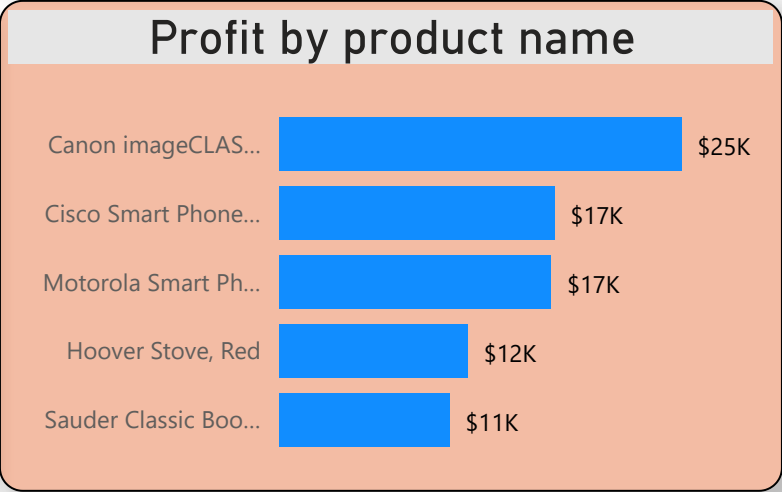 Profit by product name
Canon imageCLAS... $25K
Cisco Smart Phone... $17K
Motorola Smart Ph... $17K
Hoover Stove, Red $12K
Sauder Classic Boo... $11K